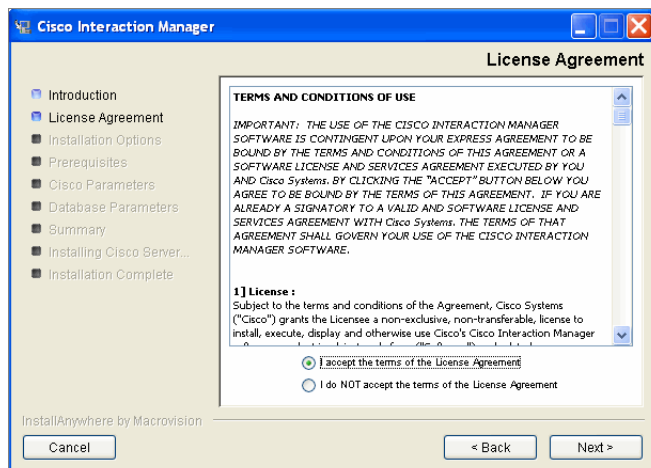 Cisco Interaction Manager
License Agreement
Introduction
License Agreement
Installation Options
Prerequisites
Cisco Parameters
Database Parameters
Summary
Installing Cisco Server...
Installation Complete
TERMS AND CONDITIONS OF USE
IMPORTANT: THE USE OF THE CISCO INTERACTION MANAGER
SOFTWARE IS CONTINGENT UPON YOUR EXPRESS AGREEMENT TO BE
BOUND BY THE TERMS AND CONDITIONS OF THIS AGREEMENT OR A
SOFTWARE LICENSE AND SERVICES AGREEMENT EXECUTED BY YOU
AND Cisco Systems. BY CLICKING THE "ACCEPT" BUTTON BELOW YOU
AGREE TO BE BOUND BY THE TERMS OF THIS AGREEMENT. IF YOU ARE
ALREADY A SIGNATORY TO A VALID AND SOFTWARE LICENSE AND
SERVICES AGREEMENT WITH Cisco Systems. THE TERMS OF THAT
AGREEMENT SHALL GOVERN YOUR USE OF THE CISCO INTERACTION
MANAGER SOFTWARE.
1] License :
Subject to the terms and conditions of the Agreement, Cisco Systems
("Cisco") grants the Licensee a non-exclusive, non-transferable, license to
install, execute, display and otherwise use Cisco's Cisco Interaction Manager
I accept the terms of the License Agreement
I do NOT accept the terms of the License Agreement
InstallAnywhere by Macrovision
Cancel
< Back
Next >